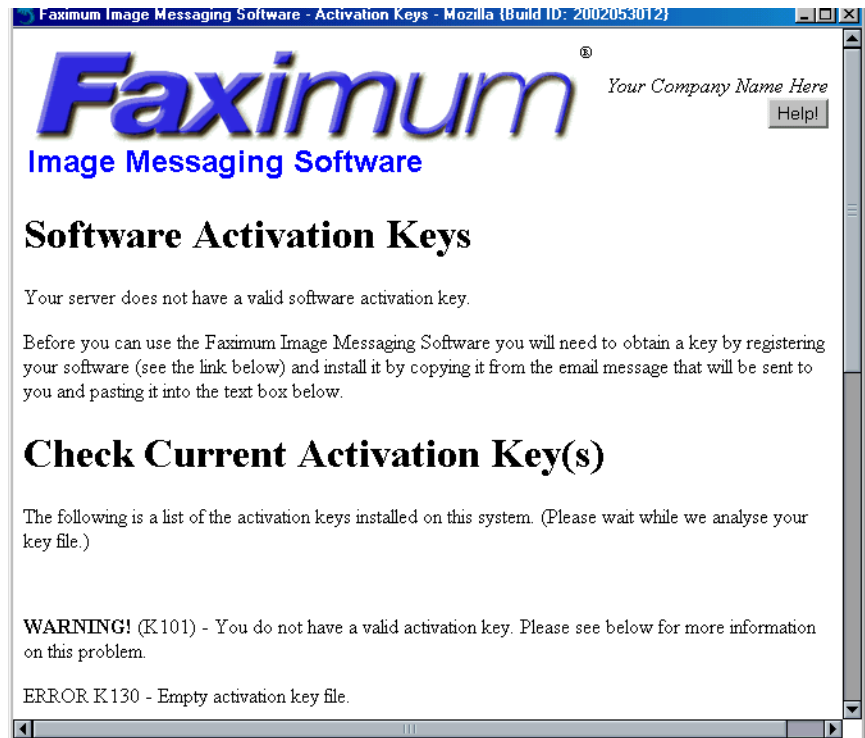 Faximum Image Messaging Software - Activation Keys - Mozilla {Build ID: 2002053012}
Faximum ®
Your Company Name Here
Help!
Image Messaging Software
Software Activation Keys
Your server does not have a valid software activation key.
Before you can use the Faximum Image Messaging Software you will need to obtain a key by registering
your software (see the link below) and install it by copying it from the email message that will be sent to
you and pasting it into the text box below.
Check Current Activation Key(s)
The following is a list of the activation keys installed on this system. (Please wait while we analyse your
key file.)
WARNING! (K101) - You do not have a valid activation key. Please see below for more information
on this problem.
ERROR K130 - Empty activation key file.